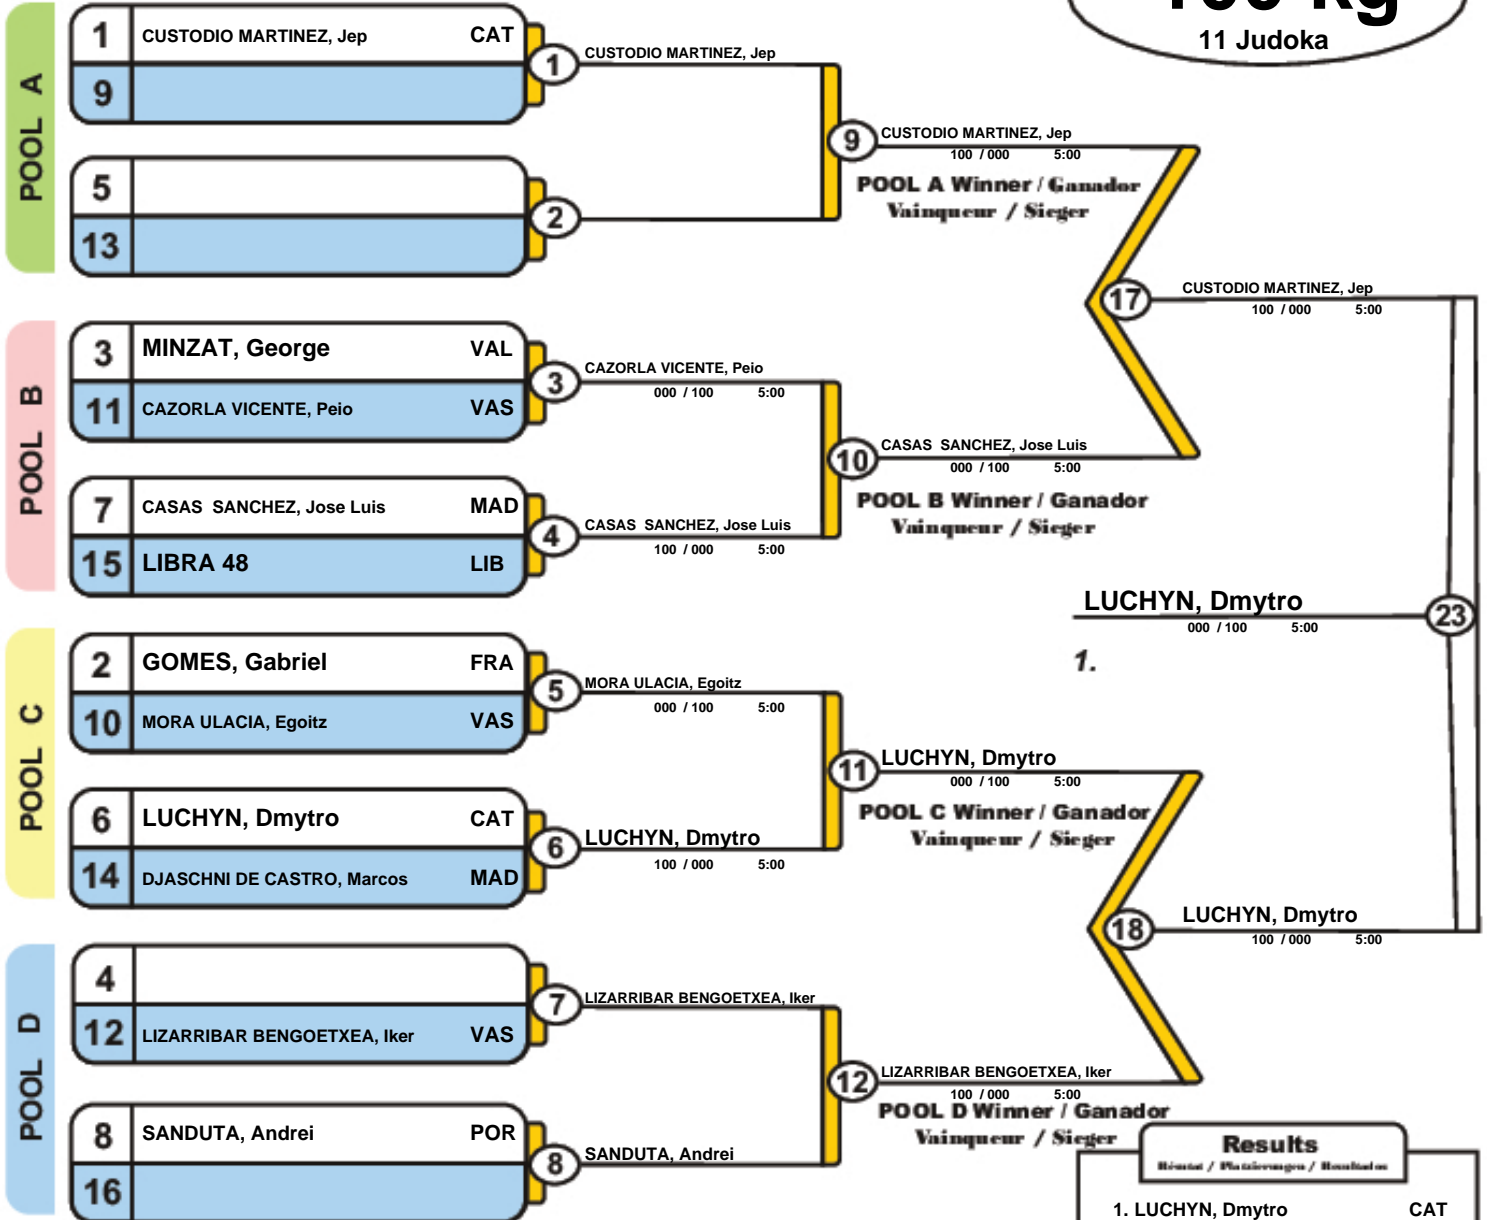 100 kg
11 Judoka
POOL A
1 CUSTODIO MARTINEZ, Jep CAT
9
5
13
1 CUSTODIO MARTINEZ, Jep
2
9 CUSTODIO MARTINEZ, Jep
100 / 000 5:00
POOL A Winner / Ganador
Vainqueur / Sieger
17 CUSTODIO MARTINEZ, Jep
100 / 000 5:00
POOL B
3 MINZAT, George VAL
11 CAZORLA VICENTE, Peio VAS
7 CASAS SANCHEZ, Jose Luis MAD
15 LIBRA 48 LIB
3 CAZORLA VICENTE, Peio
000 / 100 5:00
4 CASAS SANCHEZ, Jose Luis
100 / 000 5:00
10 CASAS SANCHEZ, Jose Luis
000 / 100 5:00
POOL B Winner / Ganador
Vainqueur / Sieger
LUCHYN, Dmytro 23
000 / 100 5:00
1.
POOL C
2 GOMES, Gabriel FRA
10 MORA ULACIA, Egoitz VAS
6 LUCHYN, Dmytro CAT
14 DJASCHNI DE CASTRO, Marcos MAD
5 MORA ULACIA, Egoitz
000 / 100 5:00
6 LUCHYN, Dmytro
100 / 000 5:00
11 LUCHYN, Dmytro
000 / 100 5:00
POOL C Winner / Ganador
Vainqueur / Sieger
18 LUCHYN, Dmytro
100 / 000 5:00
POOL D
4
12 LIZARRIBAR BENGOETXEA, Iker VAS
8 SANDUTA, Andrei POR
16
7 LIZARRIBAR BENGOETXEA, Iker
8 SANDUTA, Andrei
12 LIZARRIBAR BENGOETXEA, Iker
100 / 000 5:00
POOL D Winner / Ganador
Vainqueur / Sieger
Results
/ Platzierungen / Resultados
1. LUCHYN, Dmytro CAT